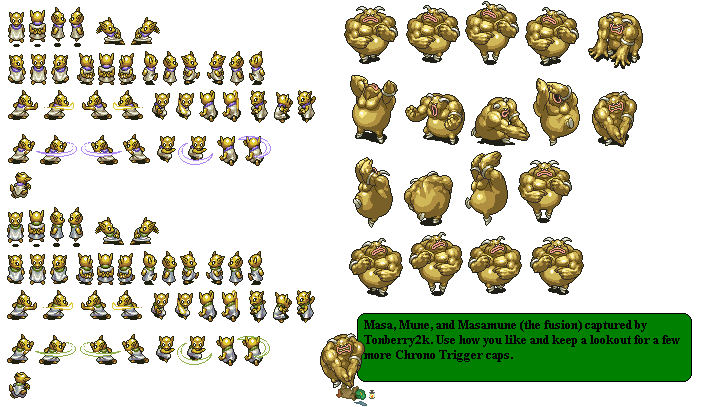 Masa, Mune, and Masamune (the fusion) captured by
Tonberry2k. Use how you like and keep a lookout for a few
more Chrono Trigger caps.